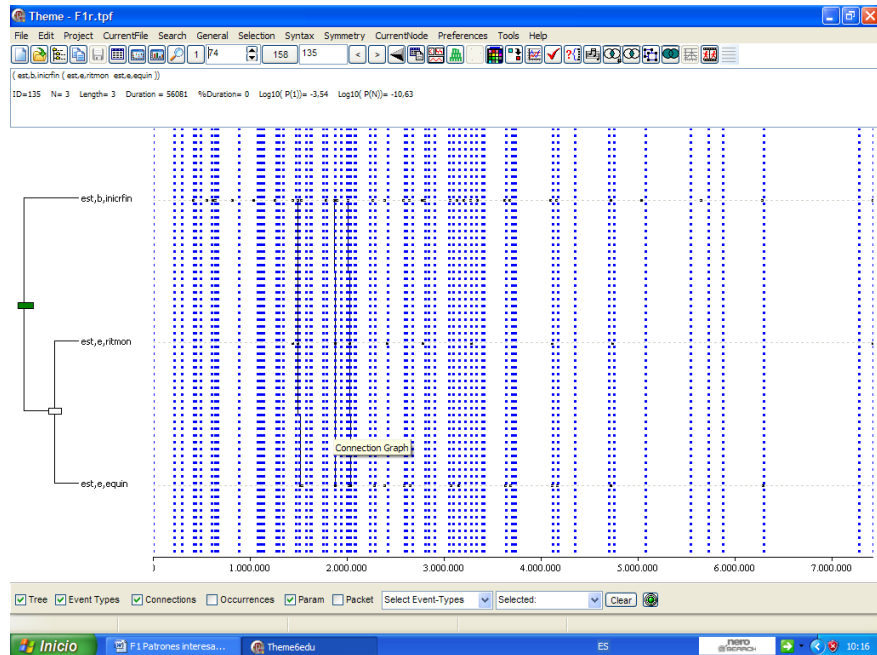 Theme - F1r.tpf
File Edit Project CurrentFile Search General Selection Syntax Symmetry CurrentNode Preferences Tools Help
1 74 158 135 < >
( est,b,inicrfin ( est,e,ritmon est,e,equin ))
ID=135 N= 3 Length= 3 Duration = 56081 %Duration= 0 Log10( P(1))= -3,54 Log10( P(N))= -10,63
est,b,inicrfin
est,e,ritmon
Connection Graph
est,e,equin
1.000.000 2.000.000 3.000.000 4.000.000 5.000.000 6.000.000 7.000.000
Tree Event Types Connections Occurrences Param Packet Select Event-Types Selected: Clear
Inicio F1 Patrones interesa... Theme6edu ES nero SEARCH 10:16